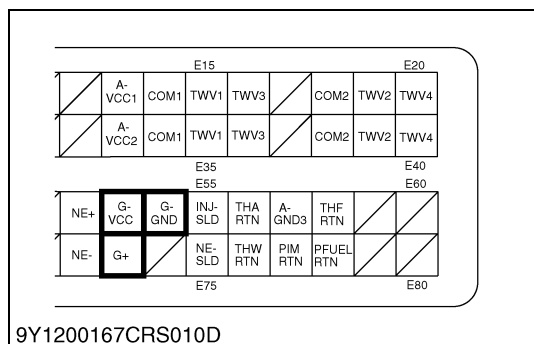 E15 E20
A-VCC1 COM1 TWV1 TWV3 COM2 TWV2 TWV4
A-VCC2 COM1 TWV1 TWV3 COM2 TWV2 TWV4
E35 E40
E55 E60
NE+ G-VCC G-GND INJ-SLD THA RTN A-GND3 THF RTN
NE- G+ NE-SLD THW RTN PIM RTN PFUEL RTN
E75 E80
9Y1200167CRS010D